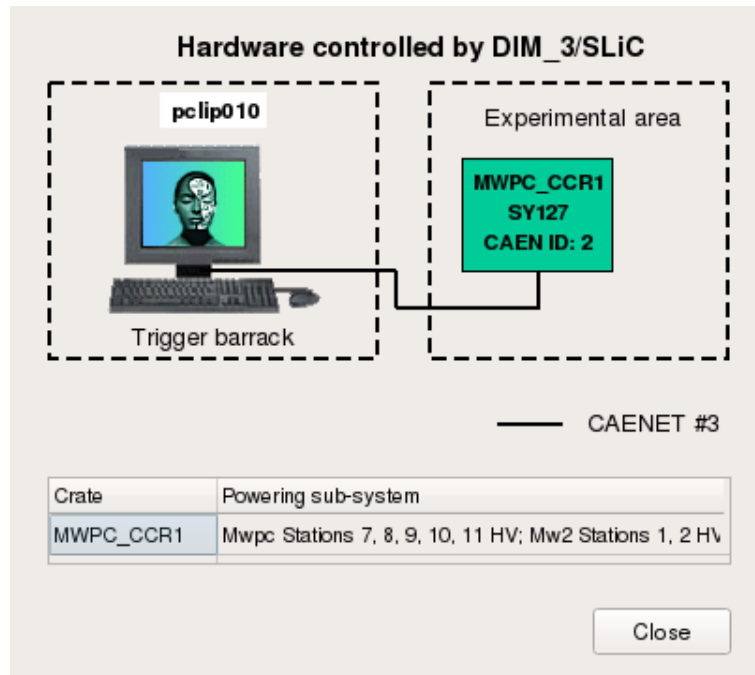 Hardware controlled by DIM_3/SLiC
pclip010
Trigger barrack
Experimental area
MWPC_CCR1
SY127
CAEN ID: 2
CAENET #3
Crate Powering sub-system
MWPC_CCR1 Mwpc Stations 7, 8, 9, 10, 11 HV; Mw2 Stations 1, 2 HV
Close